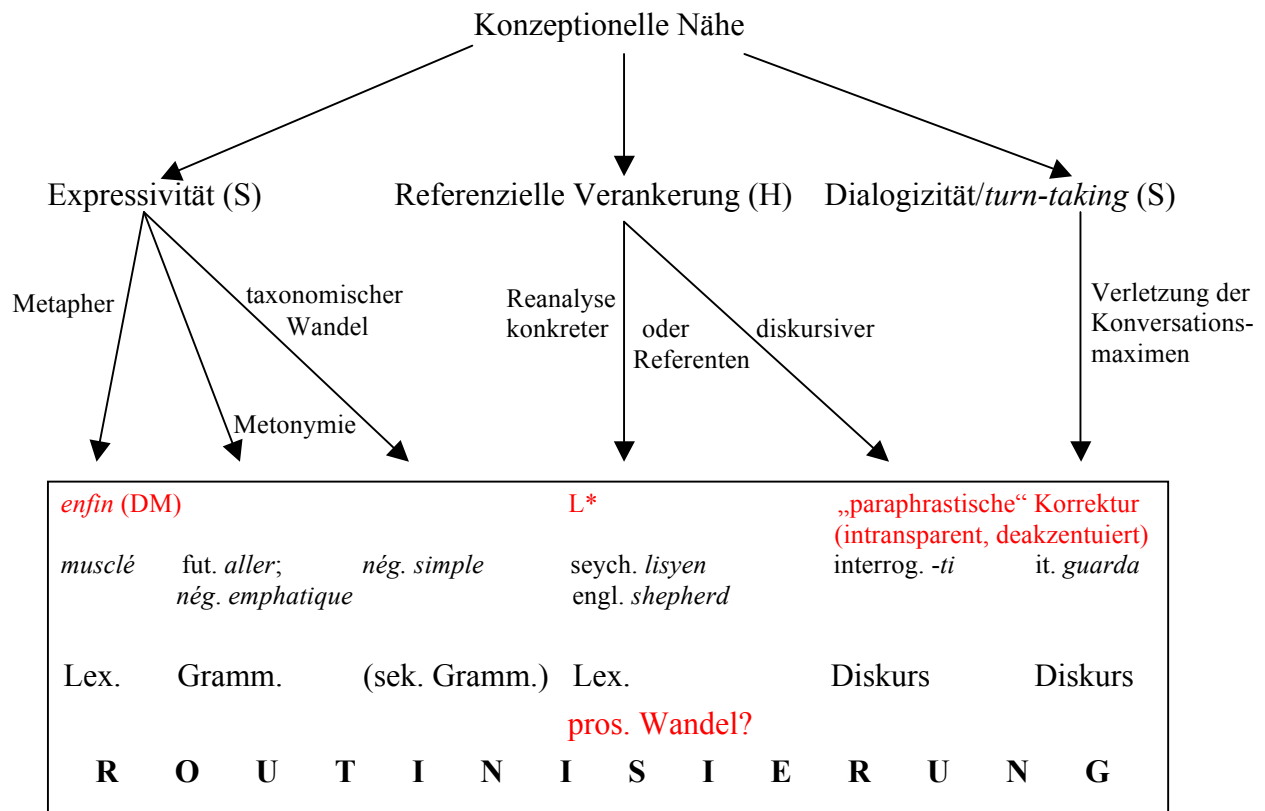 Konzeptionelle Nähe
Expressivität (S) Referenzielle Verankerung (H) Dialogizität/turn-taking (S)
Metapher
taxonomischer
Wandel
Metonymie
Reanalyse
konkreter oder diskursiver
Referenten
Verletzung der
Konversations-
maximen
enfin (DM) L* „paraphrastische“ Korrektur
(intransparent, deakzentuiert)
musclé fut. aller; nég. simple seych. lisyen interrog. -ti it. guarda
nég. emphatique engl. shepherd
Lex. Gramm. (sek. Gramm.) Lex. Diskurs Diskurs
pros. Wandel?
R O U T I N I S I E R U N G